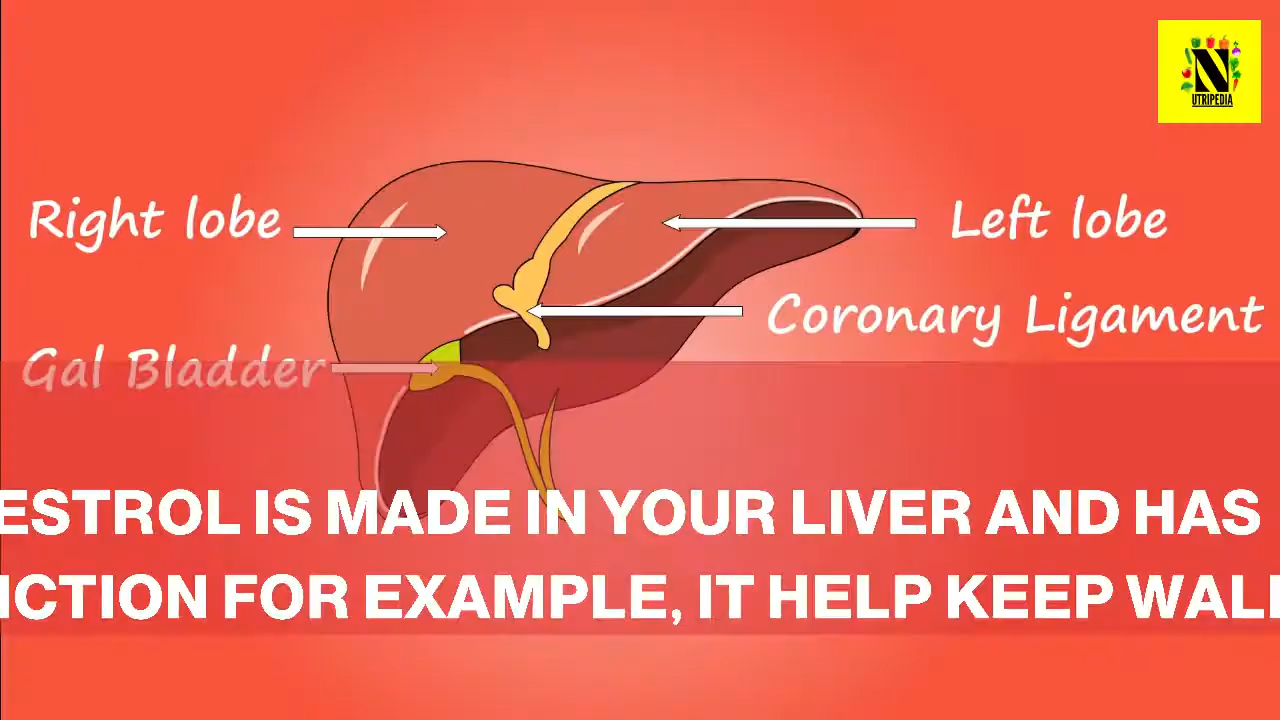 N
UTRIPEDIA
Right lobe
Left lobe
Coronary Ligament
Gal Bladder
ESTROL IS MADE IN YOUR LIVER AND HAS
CTION FOR EXAMPLE, IT HELP KEEP WAL